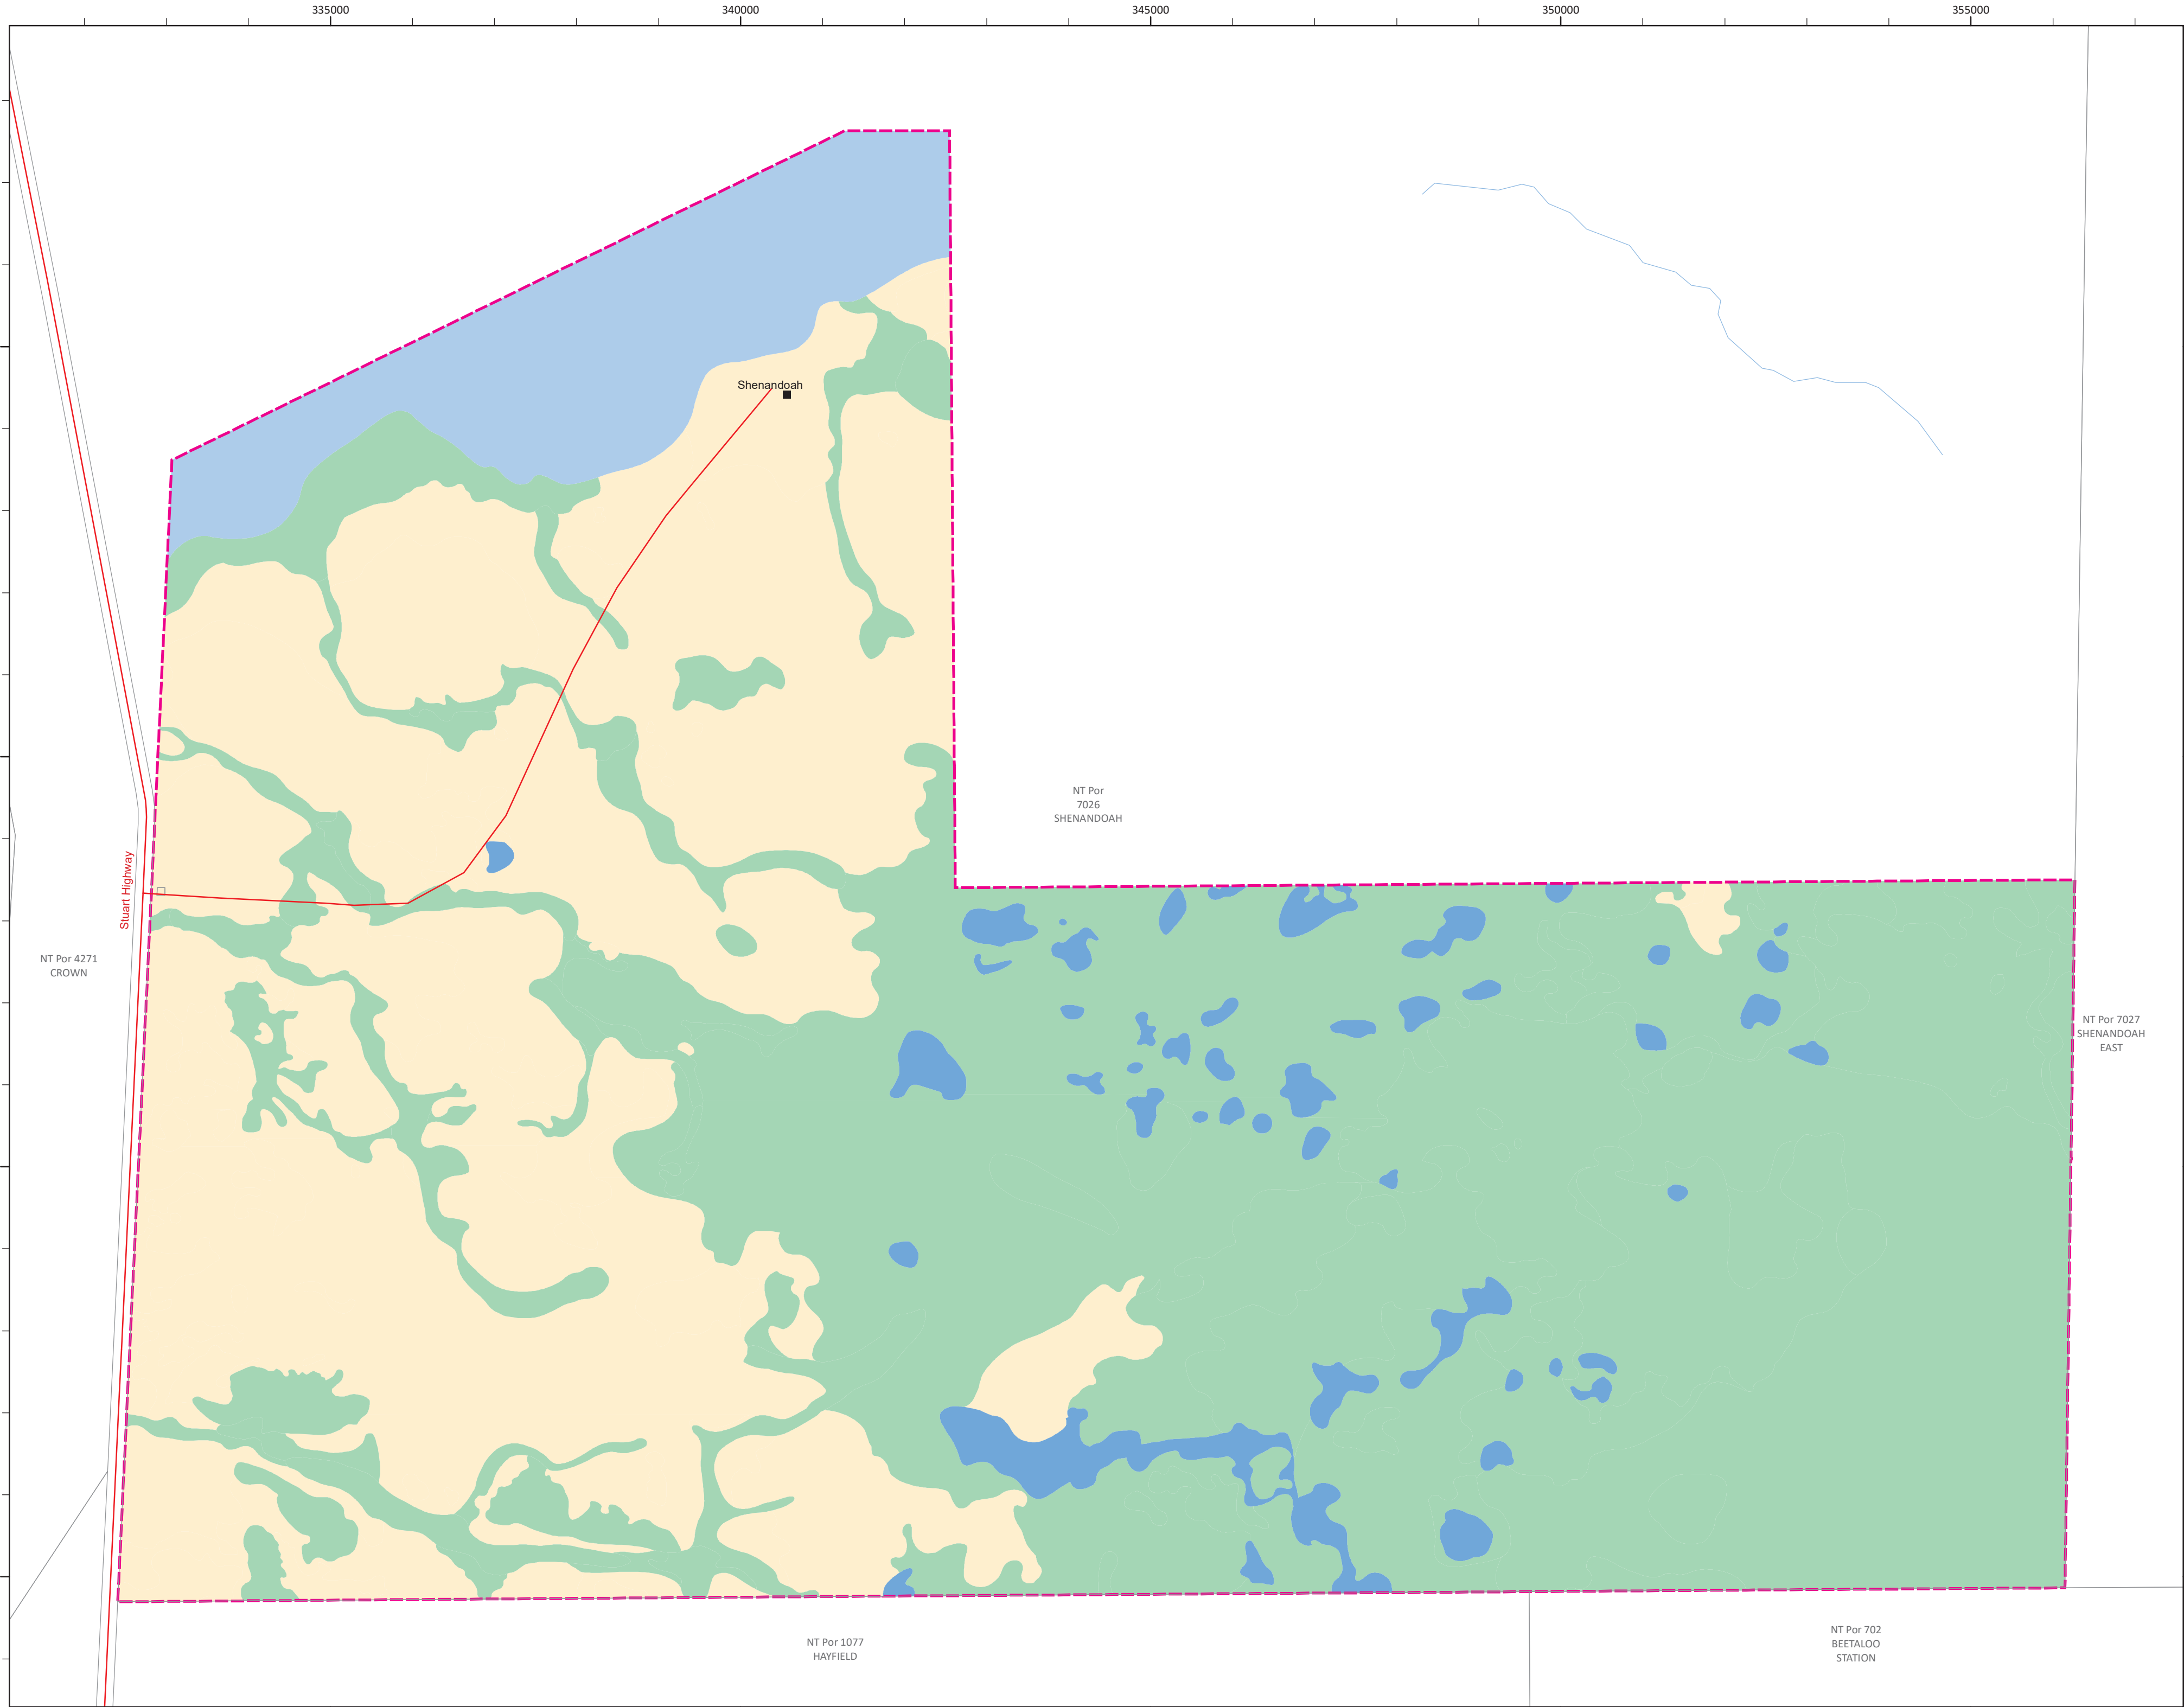 335000
340000
345000
350000
355000
Shenandoah
NT Por
7026
SHENANDOAH
Stuart Highway
NT Por 4271
CROWN
NT Por 7027
SHENANDOAH
EAST
NT Por 1077
HAYFIELD
NT Por 702
BEETALOO
STATION